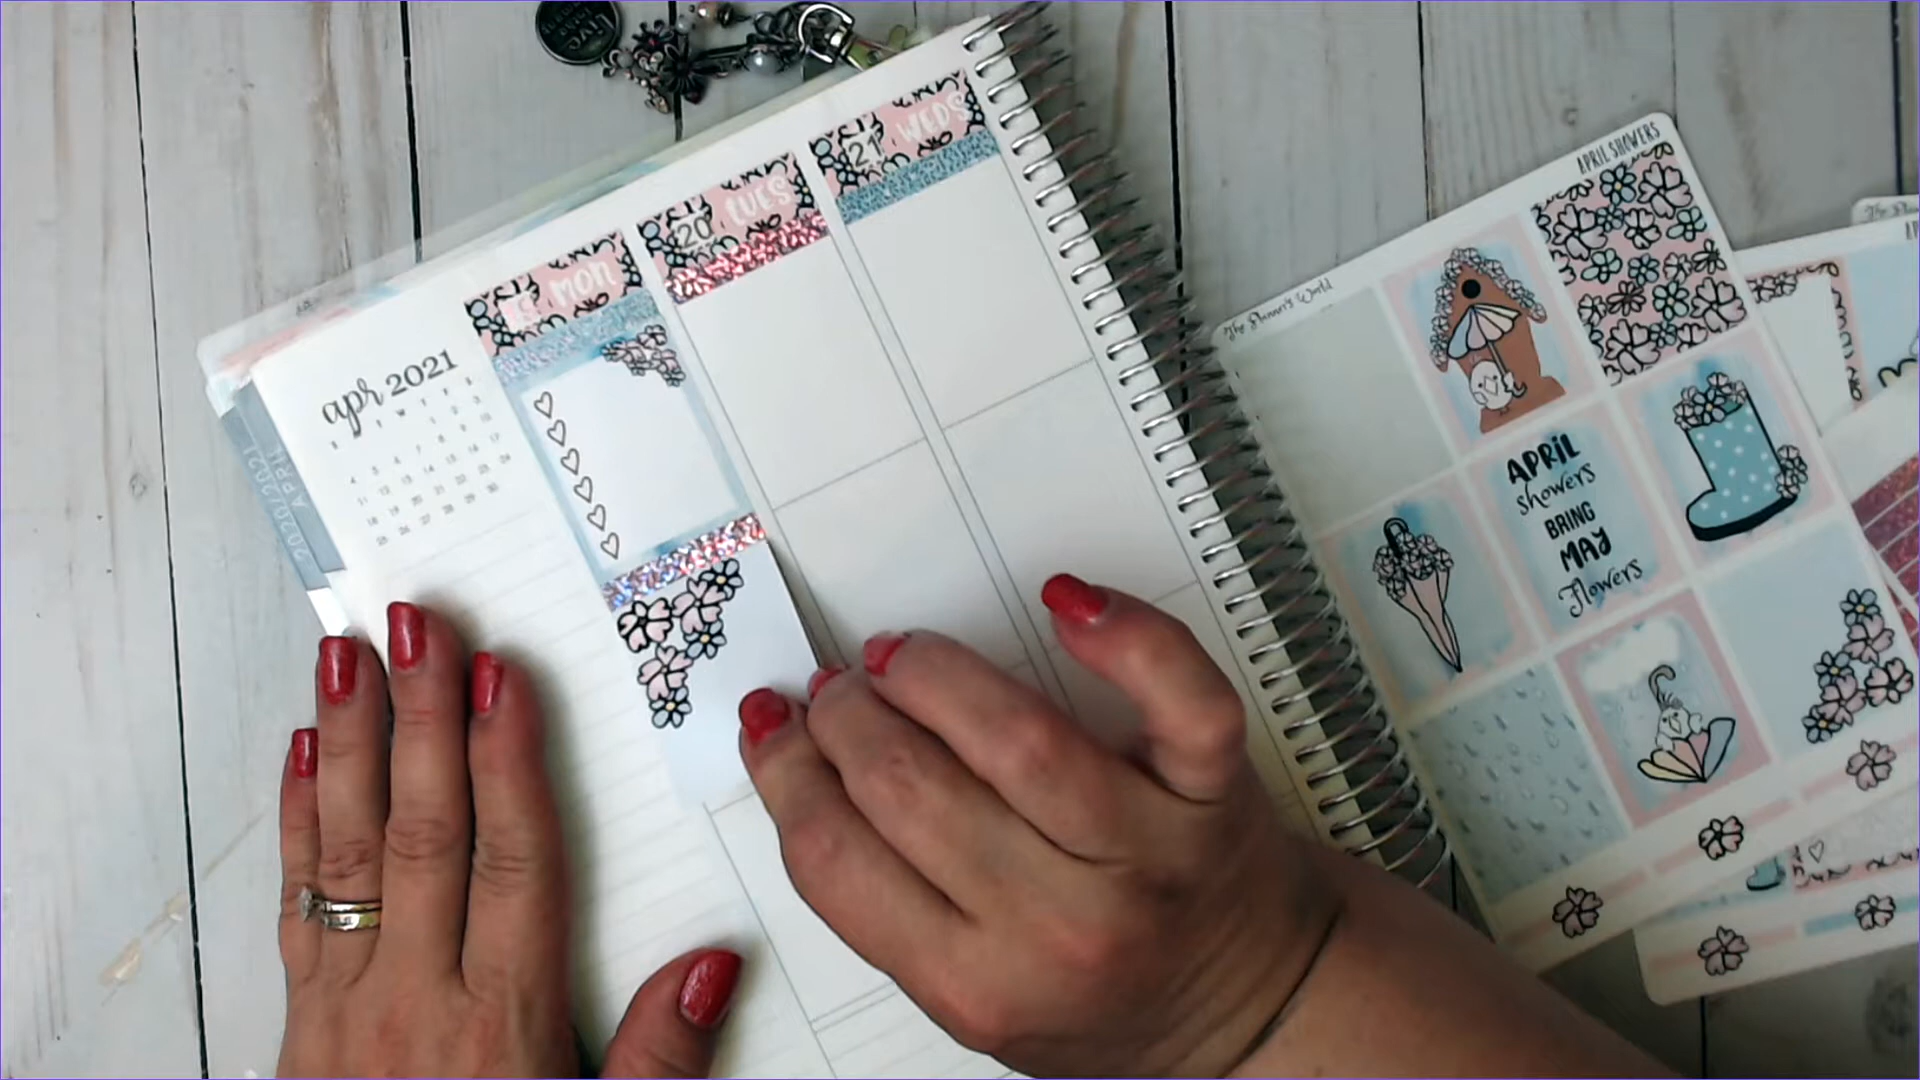 Live
apr 2021
S M T W T F S
1 2 3
4 5 6 7 8 9 10
11 12 13 14 15 16 17
18 19 20 21 22 23 24
25 26 27 28 29 30
2020/2021
APRIL
19 MON
20 TUES
21 WEDS
The Planner's World
APRIL SHOWERS
APRIL
showers
BRING
MAY
Flowers